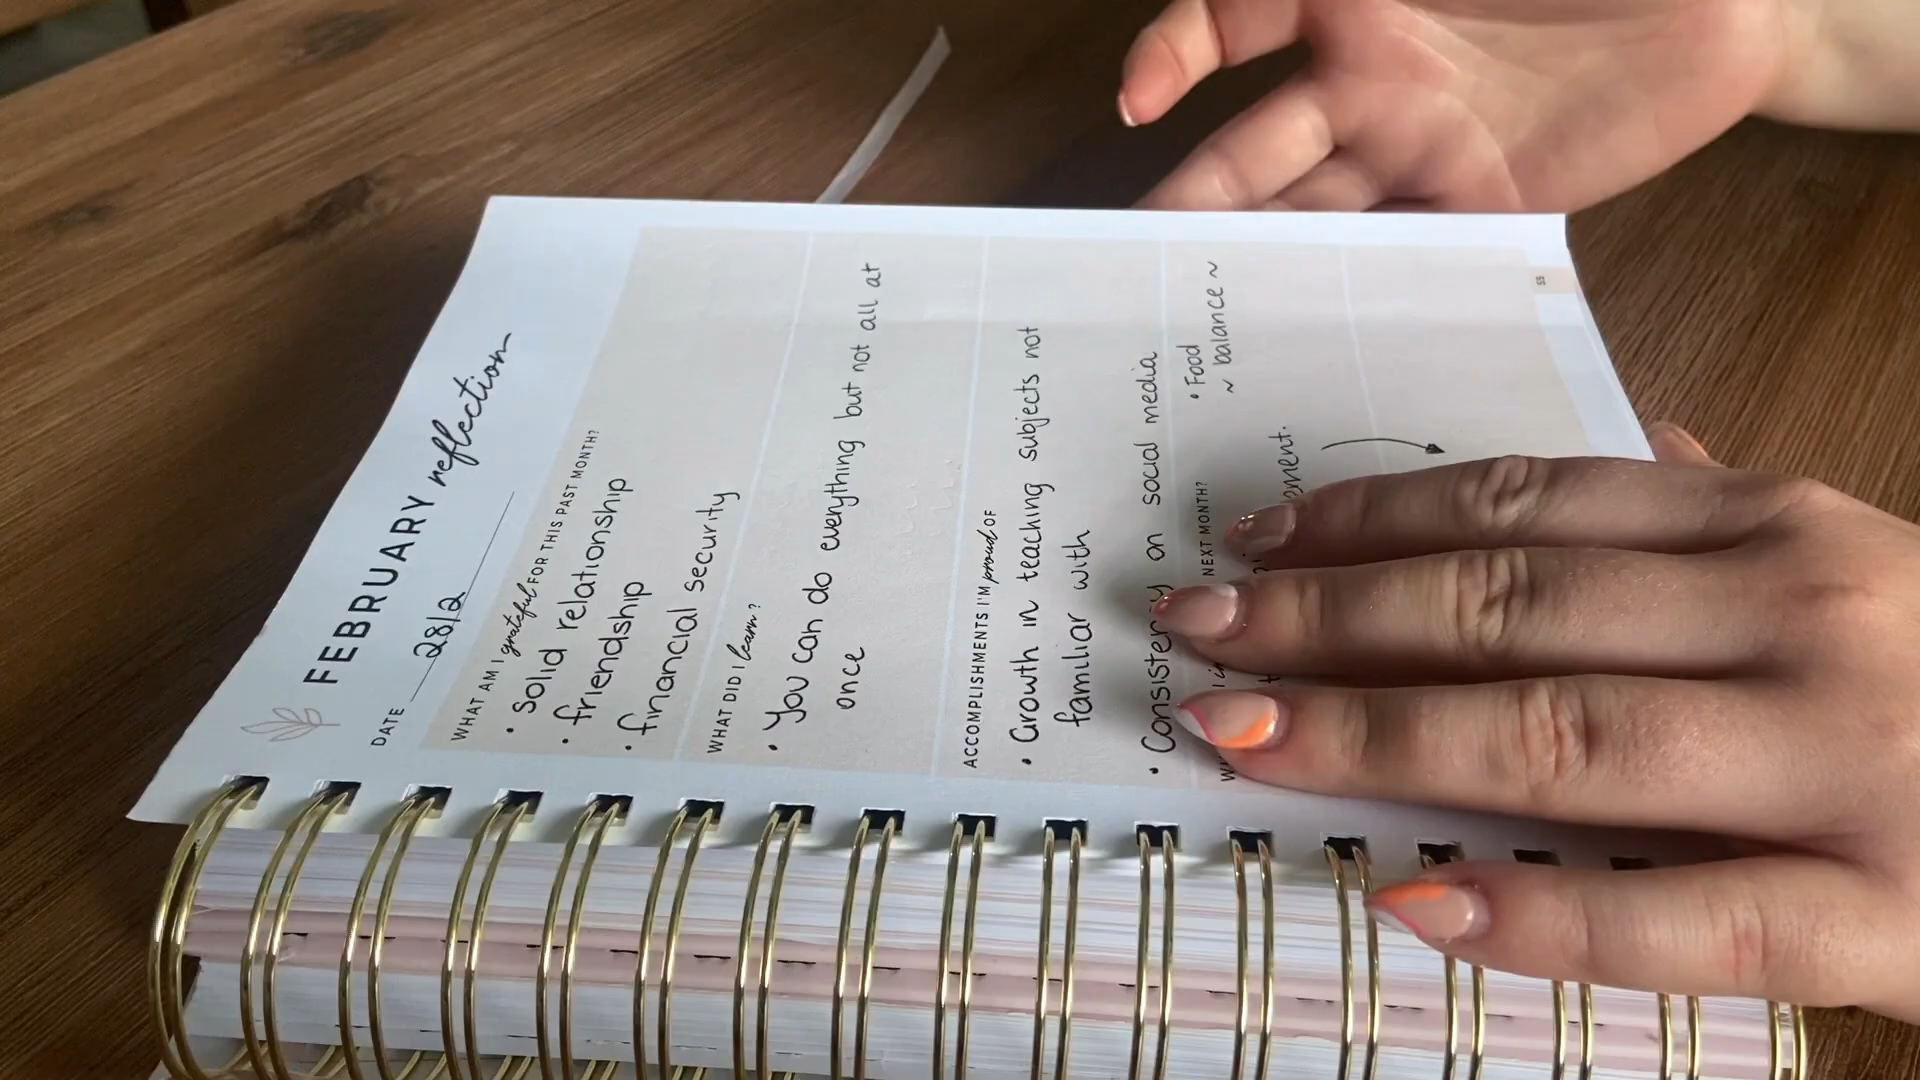 FEBRUARY reflection
DATE 28/2
WHAT AM I grateful FOR THIS PAST MONTH?
• solid relationship
• friendship
• financial security
WHAT DID I learn?
• You can do everything but not all at
once
ACCOMPLISHMENTS I'M proud OF
• Growth in teaching subjects not
familiar with
• Consistency on social media
NEXT MONTH?
• Food
~ balance ~
55